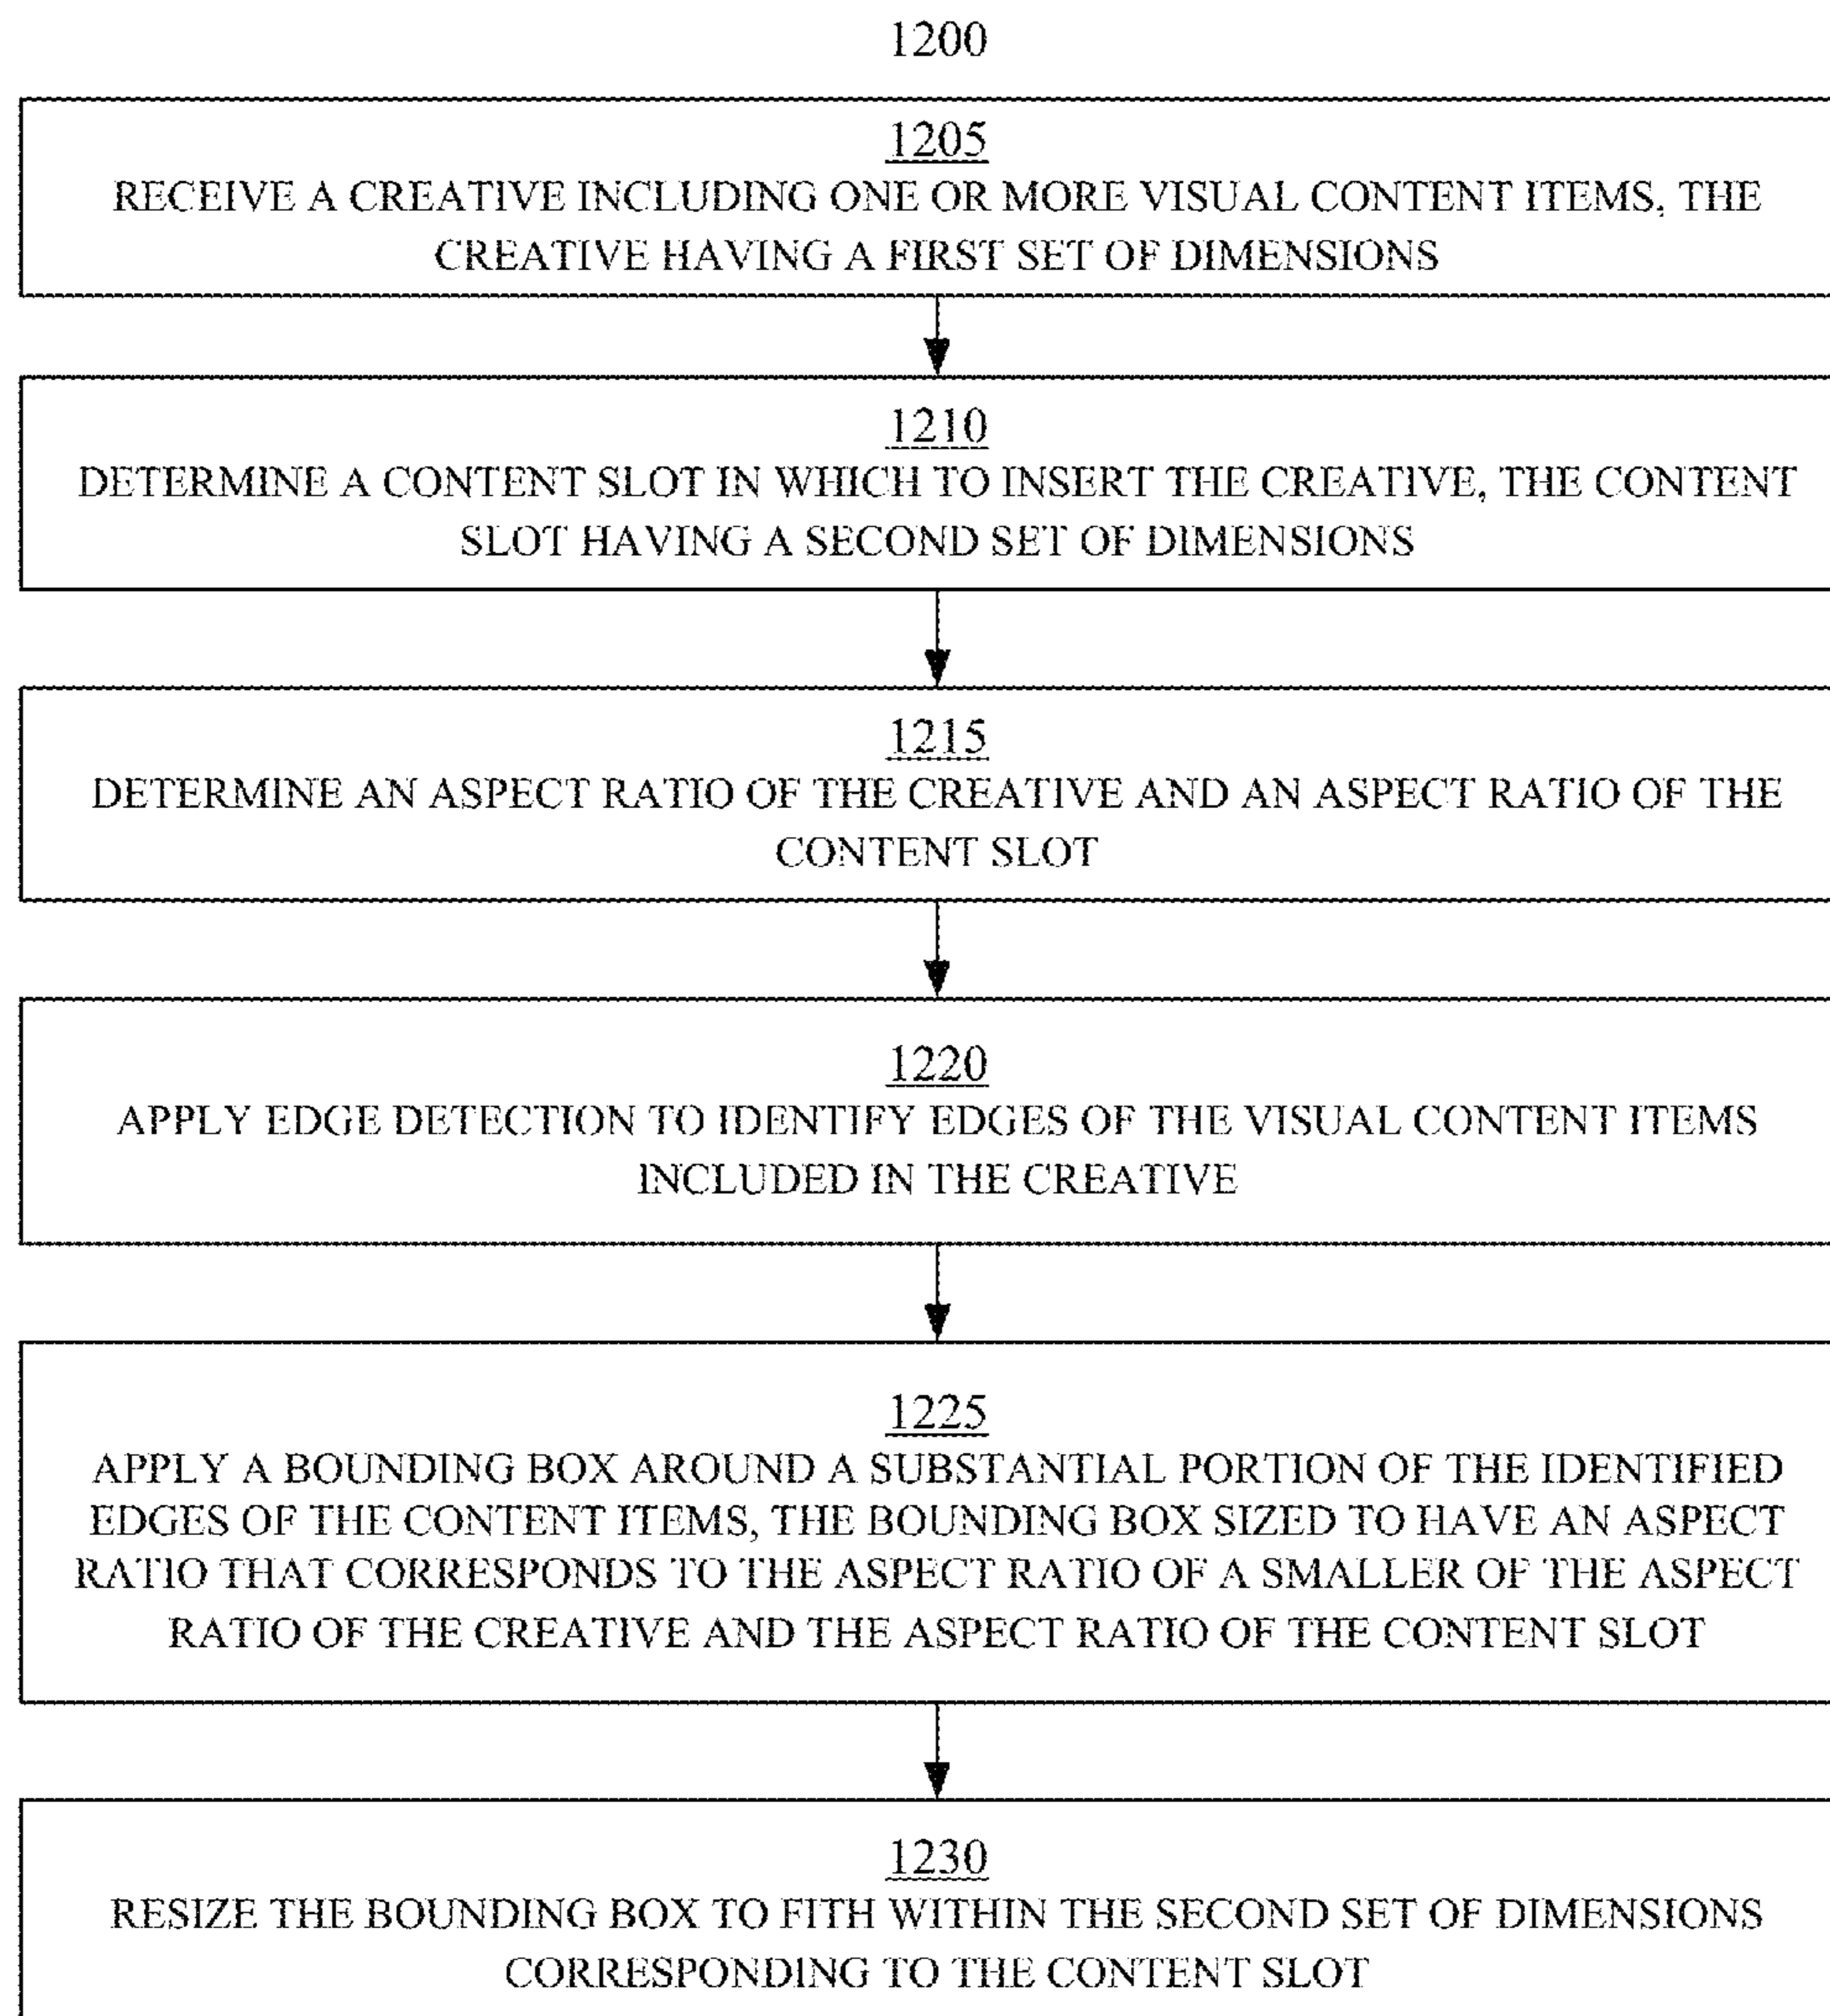 1200
1205
RECEIVE A CREATIVE INCLUDING ONE OR MORE VISUAL CONTENT ITEMS, THE
CREATIVE HAVING A FIRST SET OF DIMENSIONS
1210
DETERMINE A CONTENT SLOT IN WHICH TO INSERT THE CREATIVE, THE CONTENT
SLOT HAVING A SECOND SET OF DIMENSIONS
1215
DETERMINE AN ASPECT RATIO OF THE CREATIVE AND AN ASPECT RATIO OF THE
CONTENT SLOT
1220
APPLY EDGE DETECTION TO IDENTIFY EDGES OF THE VISUAL CONTENT ITEMS
INCLUDED IN THE CREATIVE
1225
APPLY A BOUNDING BOX AROUND A SUBSTANTIAL PORTION OF THE IDENTIFIED
EDGES OF THE CONTENT ITEMS, THE BOUNDING BOX SIZED TO HAVE AN ASPECT
RATIO THAT CORRESPONDS TO THE ASPECT RATIO OF A SMALLER OF THE ASPECT
RATIO OF THE CREATIVE AND THE ASPECT RATIO OF THE CONTENT SLOT
1230
RESIZE THE BOUNDING BOX TO FITH WITHIN THE SECOND SET OF DIMENSIONS
CORRESPONDING TO THE CONTENT SLOT